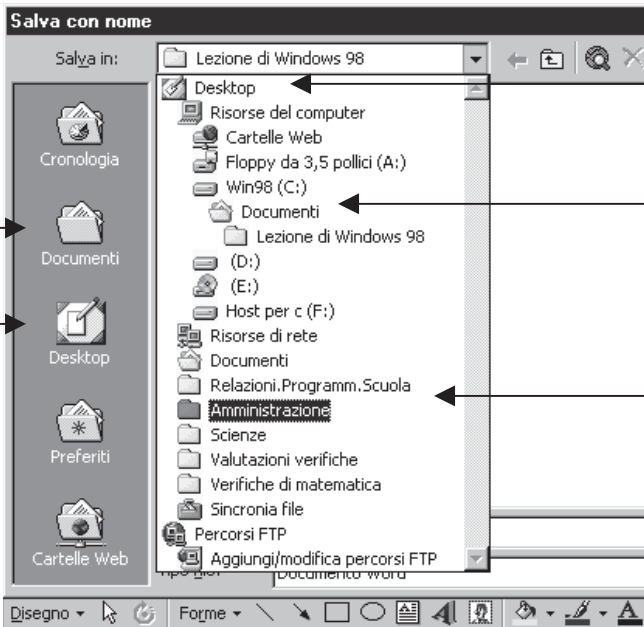 Salva con nome
Salva in:
Lezione di Windows 98
Desktop
Risorse del computer
Cartelle Web
Floppy da 3,5 pollici (A:)
Win98 (C:)
Documenti
Lezione di Windows 98
(D:)
(E:)
Host per c (F:)
Risorse di rete
Documenti
Relazioni.Programm.Scuola
Amministrazione
Scienze
Valutazioni verifiche
Verifiche di matematica
Sincronia file
Percorsi FTP
Aggiungi/modifica percorsi FTP
Cronologia
Documenti
Desktop
Preferiti
Cartelle Web
Documento Word
Disegno
Forme